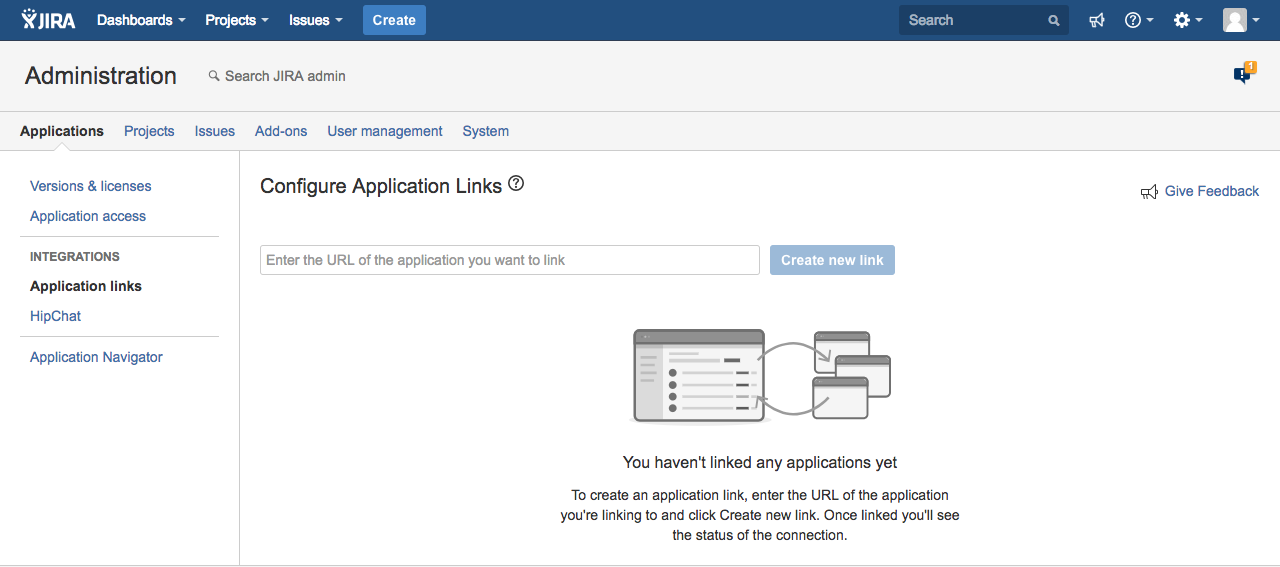 JIRA Dashboards Projects Issues Create Search
Administration Search JIRA admin 1
Applications Projects Issues Add-ons User management System
Versions & licenses
Application access
INTEGRATIONS
Application links
HipChat
Application Navigator
Configure Application Links ?
Give Feedback
Enter the URL of the application you want to link Create new link
You haven't linked any applications yet
To create an application link, enter the URL of the application
you're linking to and click Create new link. Once linked you'll see
the status of the connection.